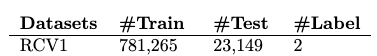 Datasets #Train #Test #Label
RCV1 781,265 23,149 2